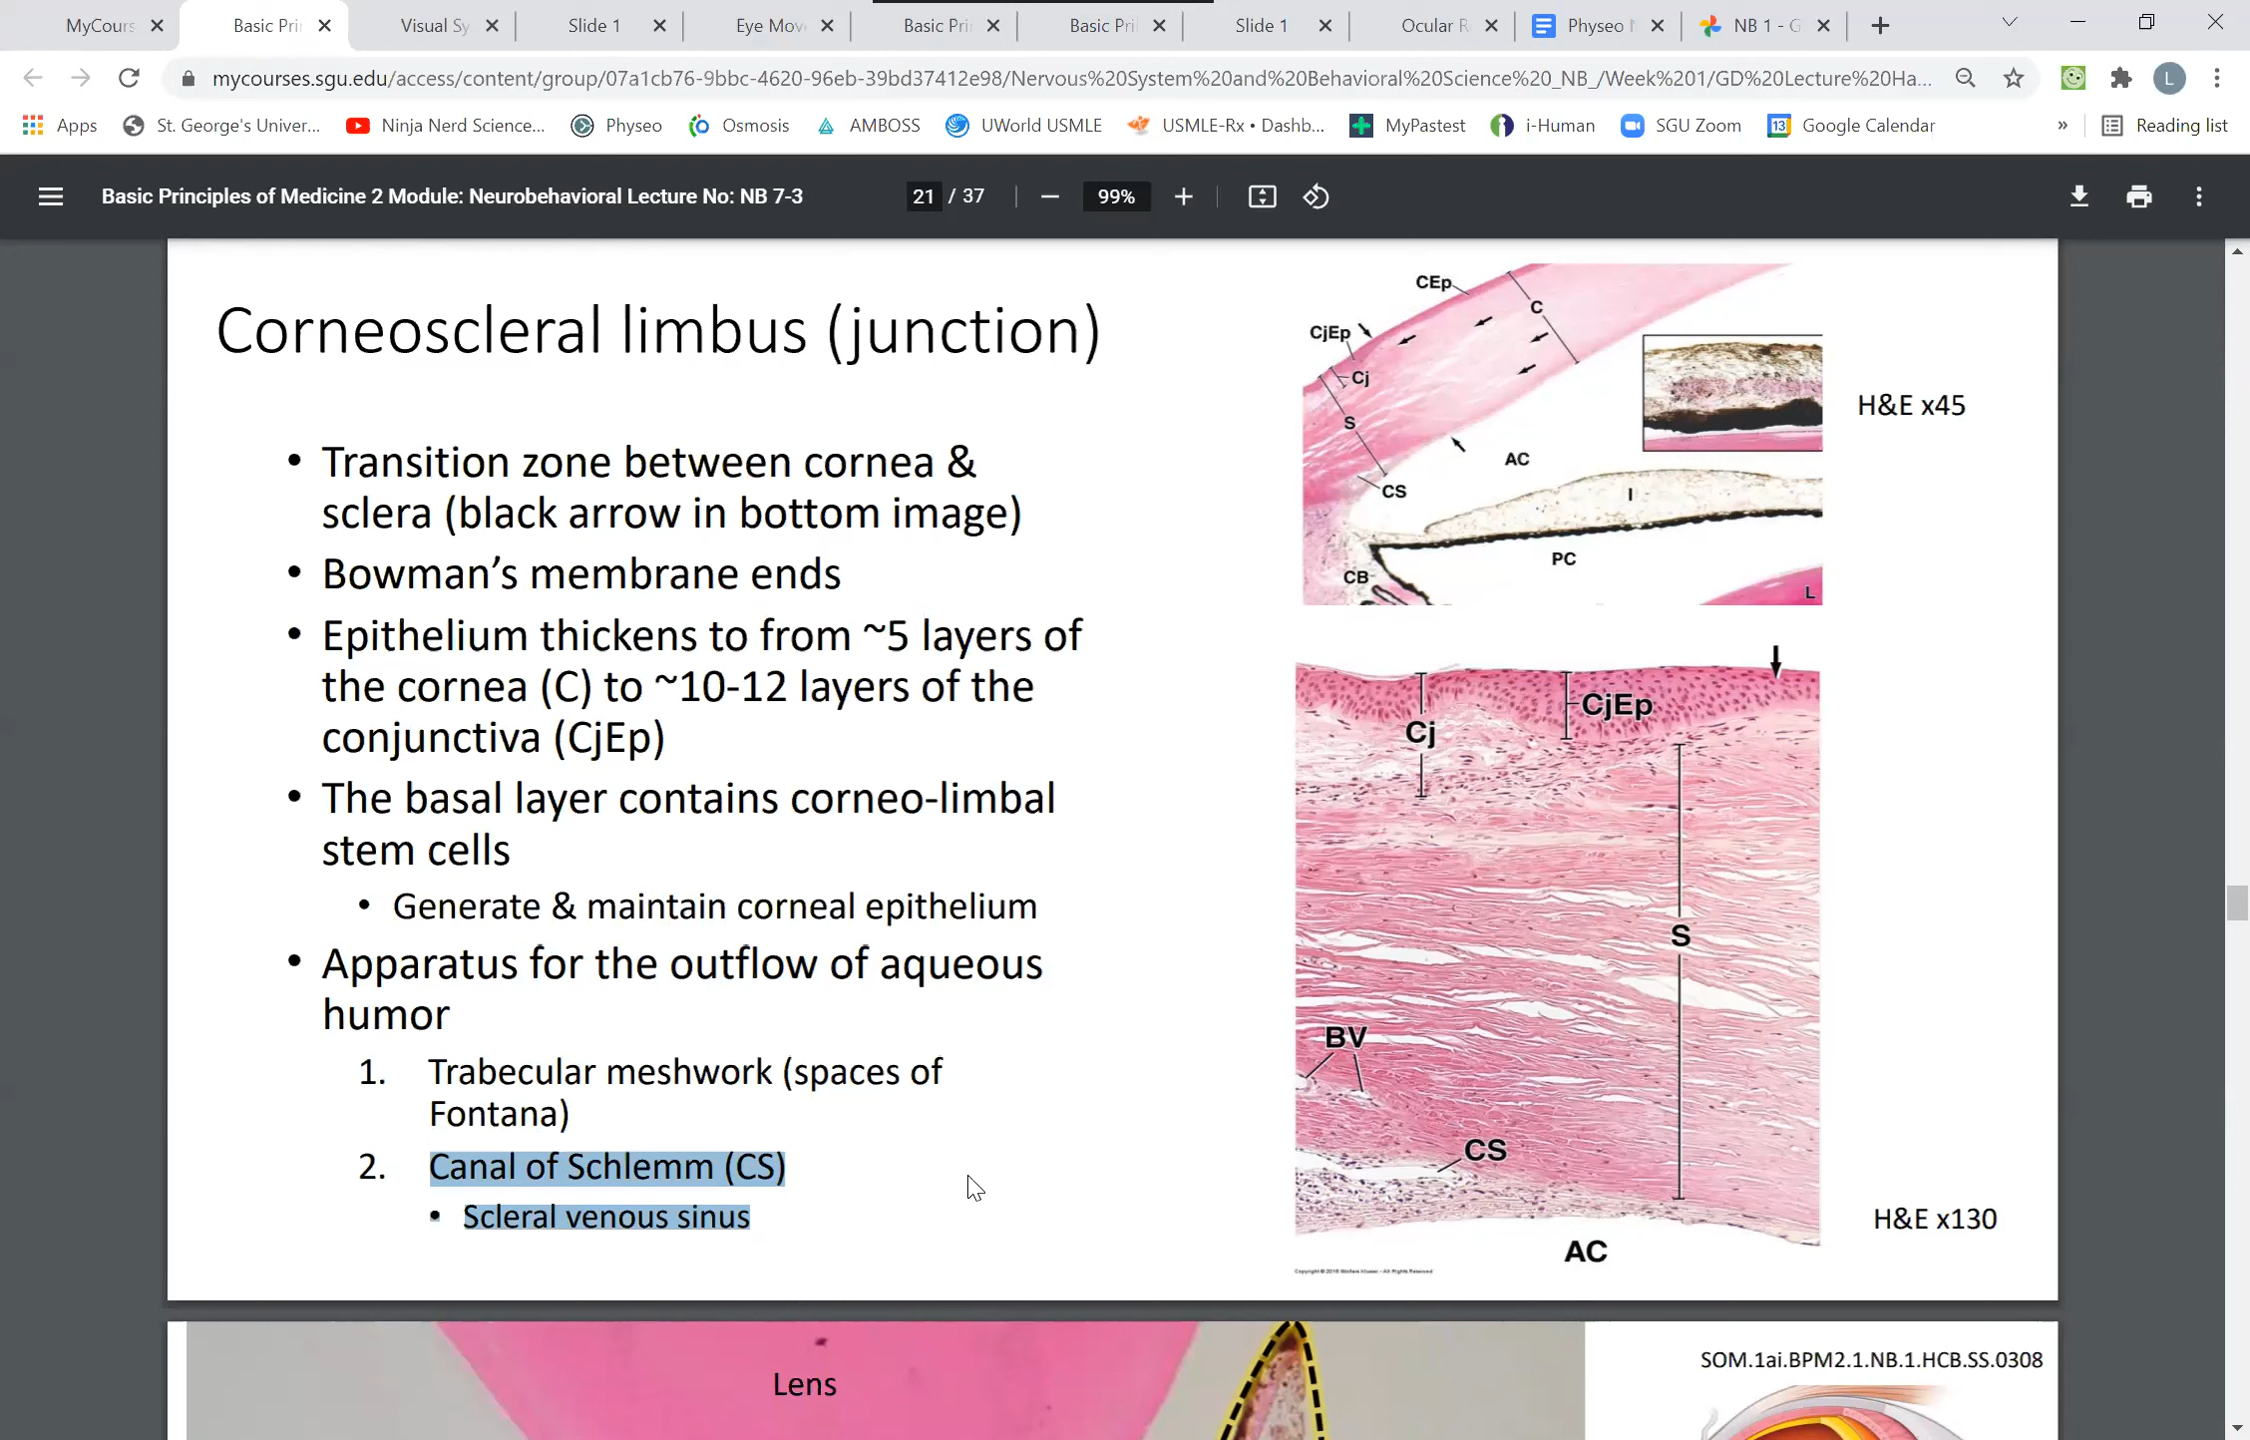 MyCours
Basic Pri
Visual Sy
Slide 1
Eye Mov
Basic Pri
Basic Pri
Slide 1
Ocular R
Physeo
NB 1 - G
mycourses.sgu.edu/access/content/group/07a1cb76-9bbc-4620-96eb-39bd37412e98/Nervous%20System%20and%20Behavioral%20Science%20_NB_/Week%201/GD%20Lecture%20Ha...
L
Apps
St. George's Univer...
Ninja Nerd Science...
Physeo
Osmosis
AMBOSS
UWorld USMLE
USMLE-Rx • Dashb...
MyPastest
i-Human
SGU Zoom
13
Google Calendar
»
Reading list
Basic Principles of Medicine 2 Module: Neurobehavioral Lecture No: NB 7-3
21 / 37
99%
Corneoscleral limbus (junction)
• Transition zone between cornea &
sclera (black arrow in bottom image)
• Bowman’s membrane ends
• Epithelium thickens to from ~5 layers of
the cornea (C) to ~10-12 layers of the
conjunctiva (CjEp)
• The basal layer contains corneo-limbal
stem cells
• Generate & maintain corneal epithelium
• Apparatus for the outflow of aqueous
humor
1. Trabecular meshwork (spaces of
Fontana)
2. Canal of Schlemm (CS)
• Scleral venous sinus
CEp
C
CjEp
Cj
S
AC
CS
I
PC
CB
L
H&E x45
CjEp
Cj
S
BV
CS
AC
H&E x130
Lens
SOM.1ai.BPM2.1.NB.1.HCB.SS.0308